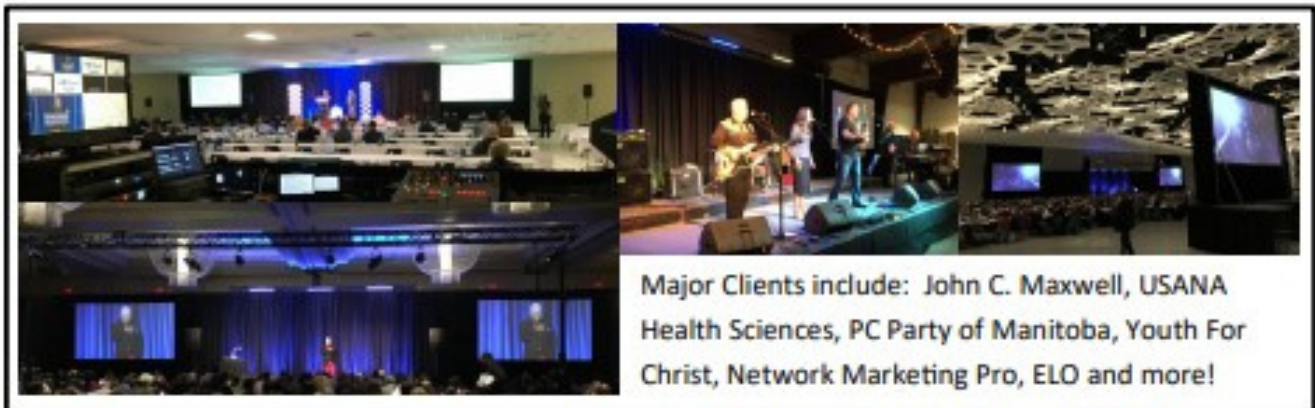 Major Clients include:  John C. Maxwell, USANA
Health Sciences, PC Party of Manitoba, Youth For
Christ, Network Marketing Pro, ELO and more!